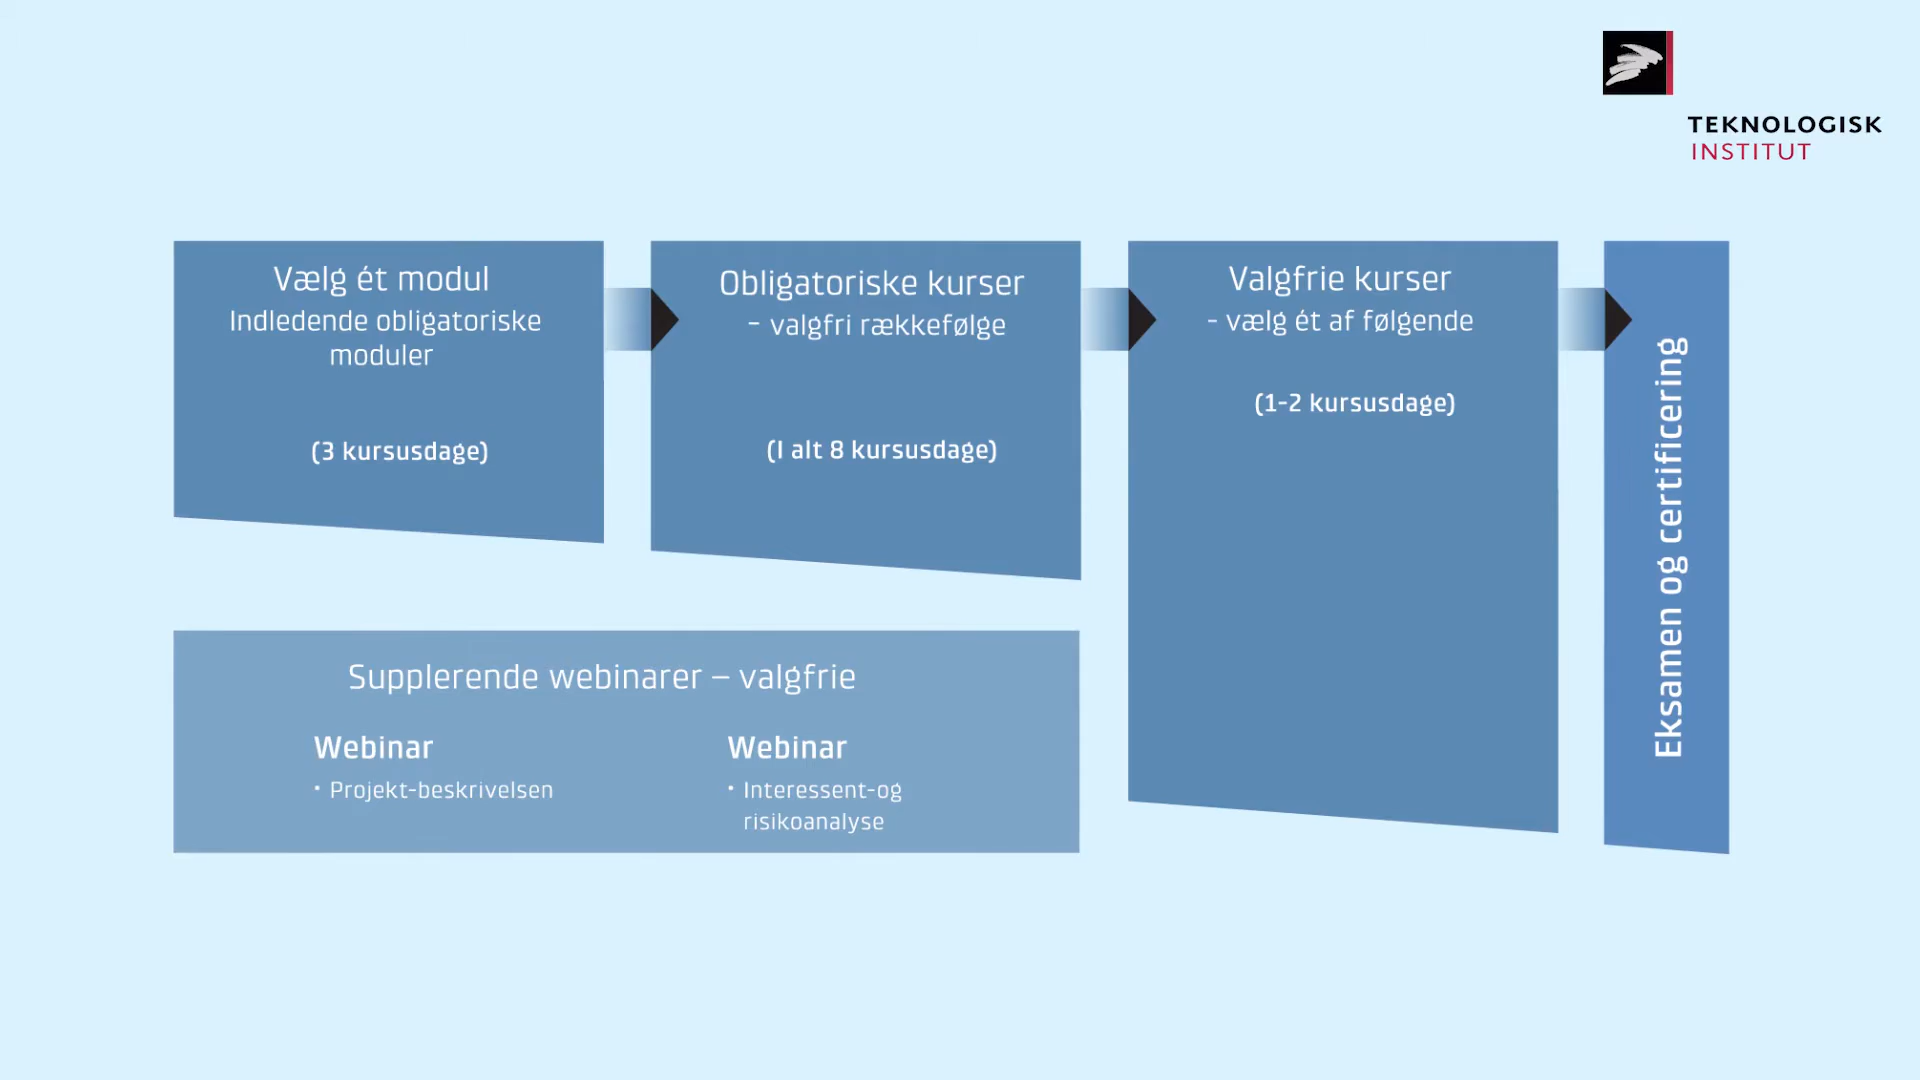 TEKNOLOGISK
INSTITUT
Vælg ét modul
Indledende obligatoriske
moduler
(3 kursusdage)
Obligatoriske kurser
- valgfri rækkefølge
(I alt 8 kursusdage)
Valgfrie kurser
- vælg ét af følgende
(1-2 kursusdage)
Eksamen og certificering
Supplerende webinarer – valgfrie
Webinar
• Projekt-beskrivelsen
Webinar
• Interessent-og
risikoanalyse